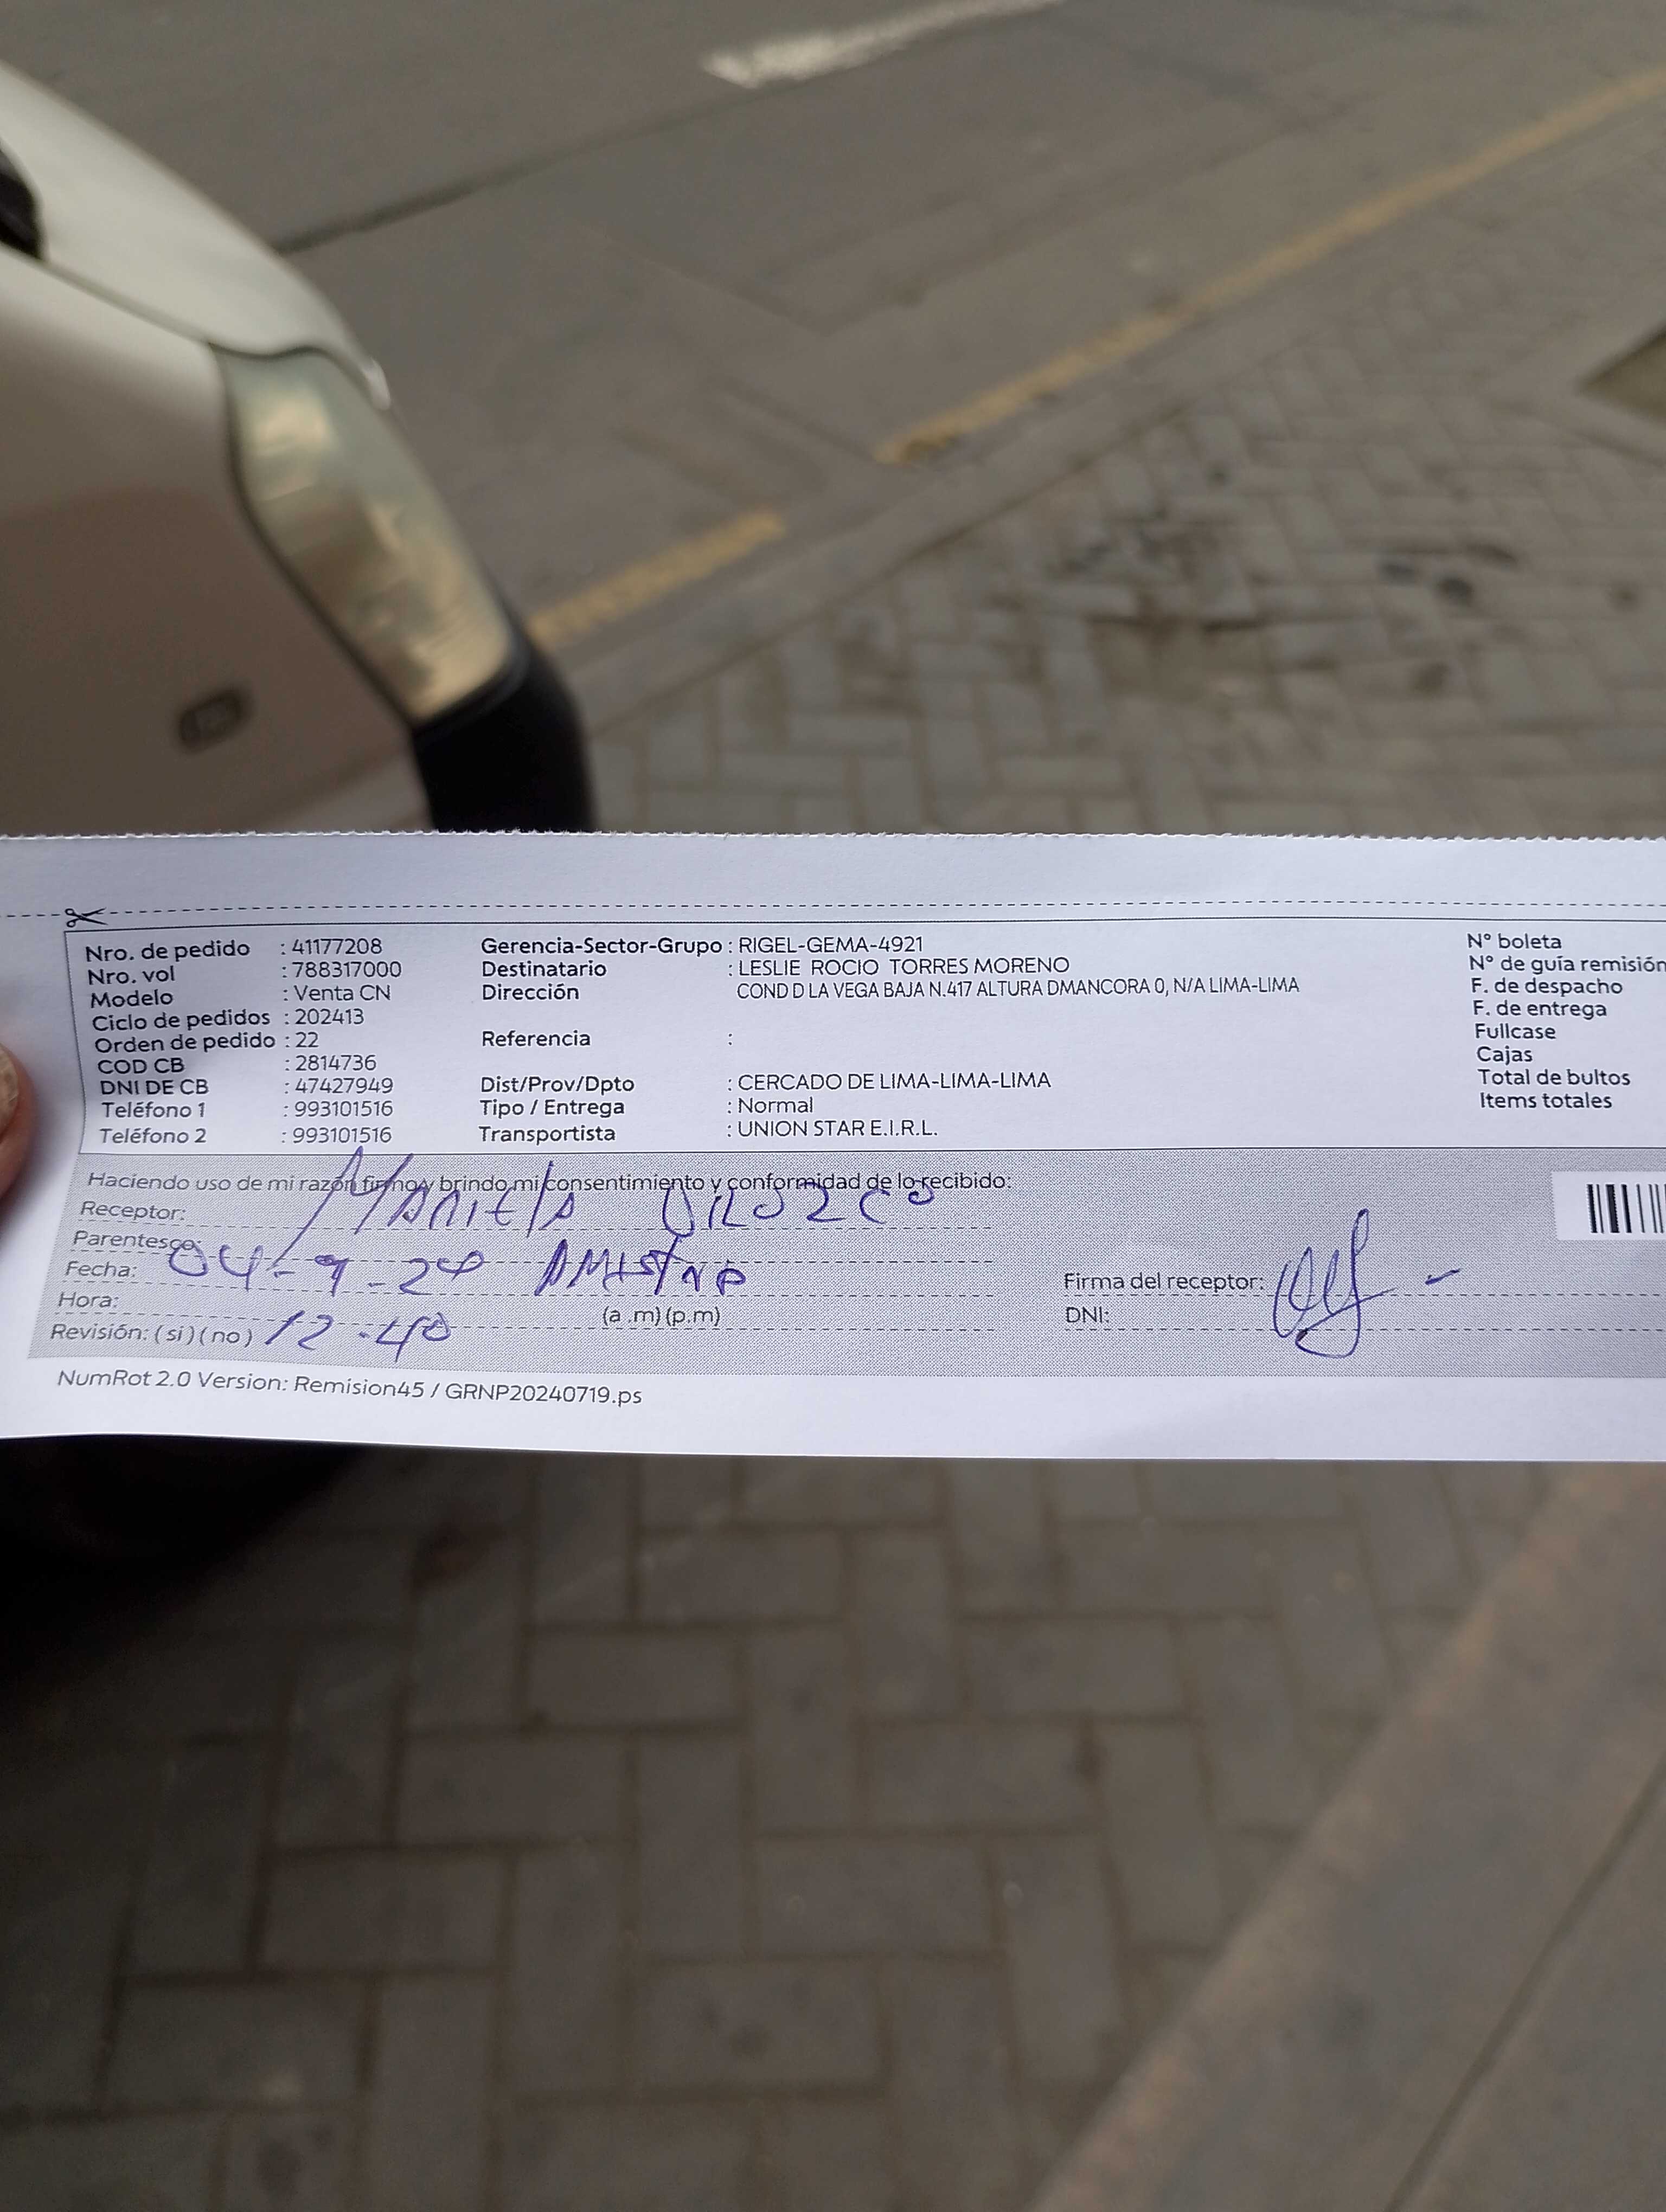 Nro. de pedido : 41177208 Gerencia-Sector-Grupo : RIGEL-GEMA-4921 N° boleta
Nro. vol : 788317000 Destinatario : LESLIE ROCIO TORRES MORENO N° de guía remisión
Modelo : Venta CN Dirección COND D LA VEGA BAJA N.417 ALTURA DMANCORA 0, N/A LIMA-LIMA F. de despacho
Ciclo de pedidos : 202413 F. de entrega
Orden de pedido : 22 Referencia : Fullcase
COD CB : 2814736 Cajas
DNI DE CB : 47427949 Dist/Prov/Dpto : CERCADO DE LIMA-LIMA-LIMA Total de bultos
Teléfono 1 : 993101516 Tipo / Entrega : Normal Items totales
Teléfono 2 : 993101516 Transportista : UNION STAR E.I.R.L.
Haciendo uso de mi razón firmo y brindo mi consentimiento y conformidad de lo recibido:
Receptor: OROZCO
Parentesco:
Fecha: 04-9-24 Firma del receptor:
Hora: (a .m) (p.m) DNI:
Revisión: (si) (no) 12-40
NumRot 2.0 Version: Remision45 / GRNP20240719.ps